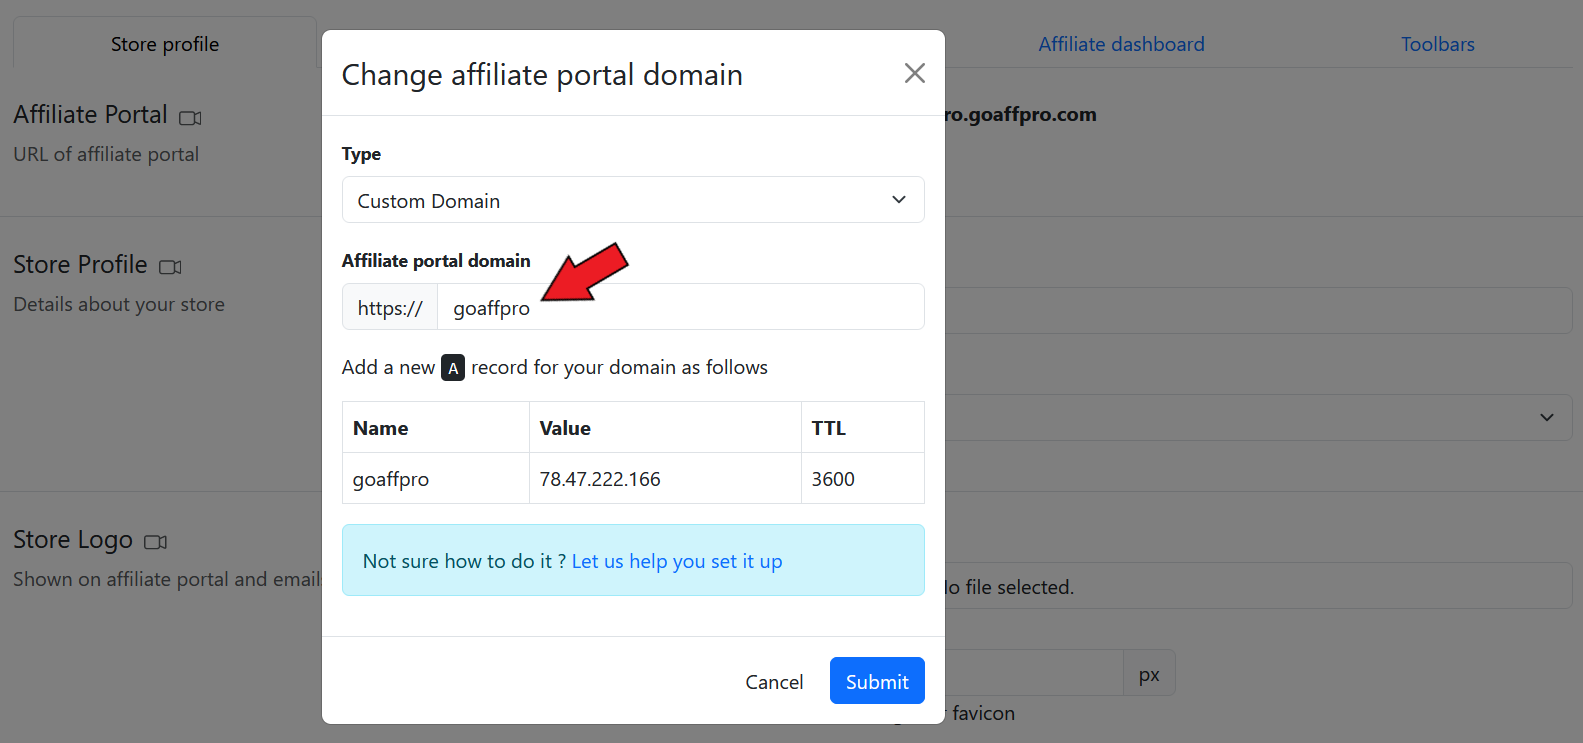 Store profile
Affiliate dashboard
Toolbars
Change affiliate portal domain
Affiliate Portal
URL of affiliate portal
ro.goaffpro.com
Type
Custom Domain
Store Profile
Details about your store
Affiliate portal domain
https://
goaffpro
Add a new A record for your domain as follows
Name Value TTL
goaffpro 78.47.222.166 3600
Store Logo
Shown on affiliate portal and email
Not sure how to do it ? Let us help you set it up
o file selected.
px
Cancel
Submit
favicon